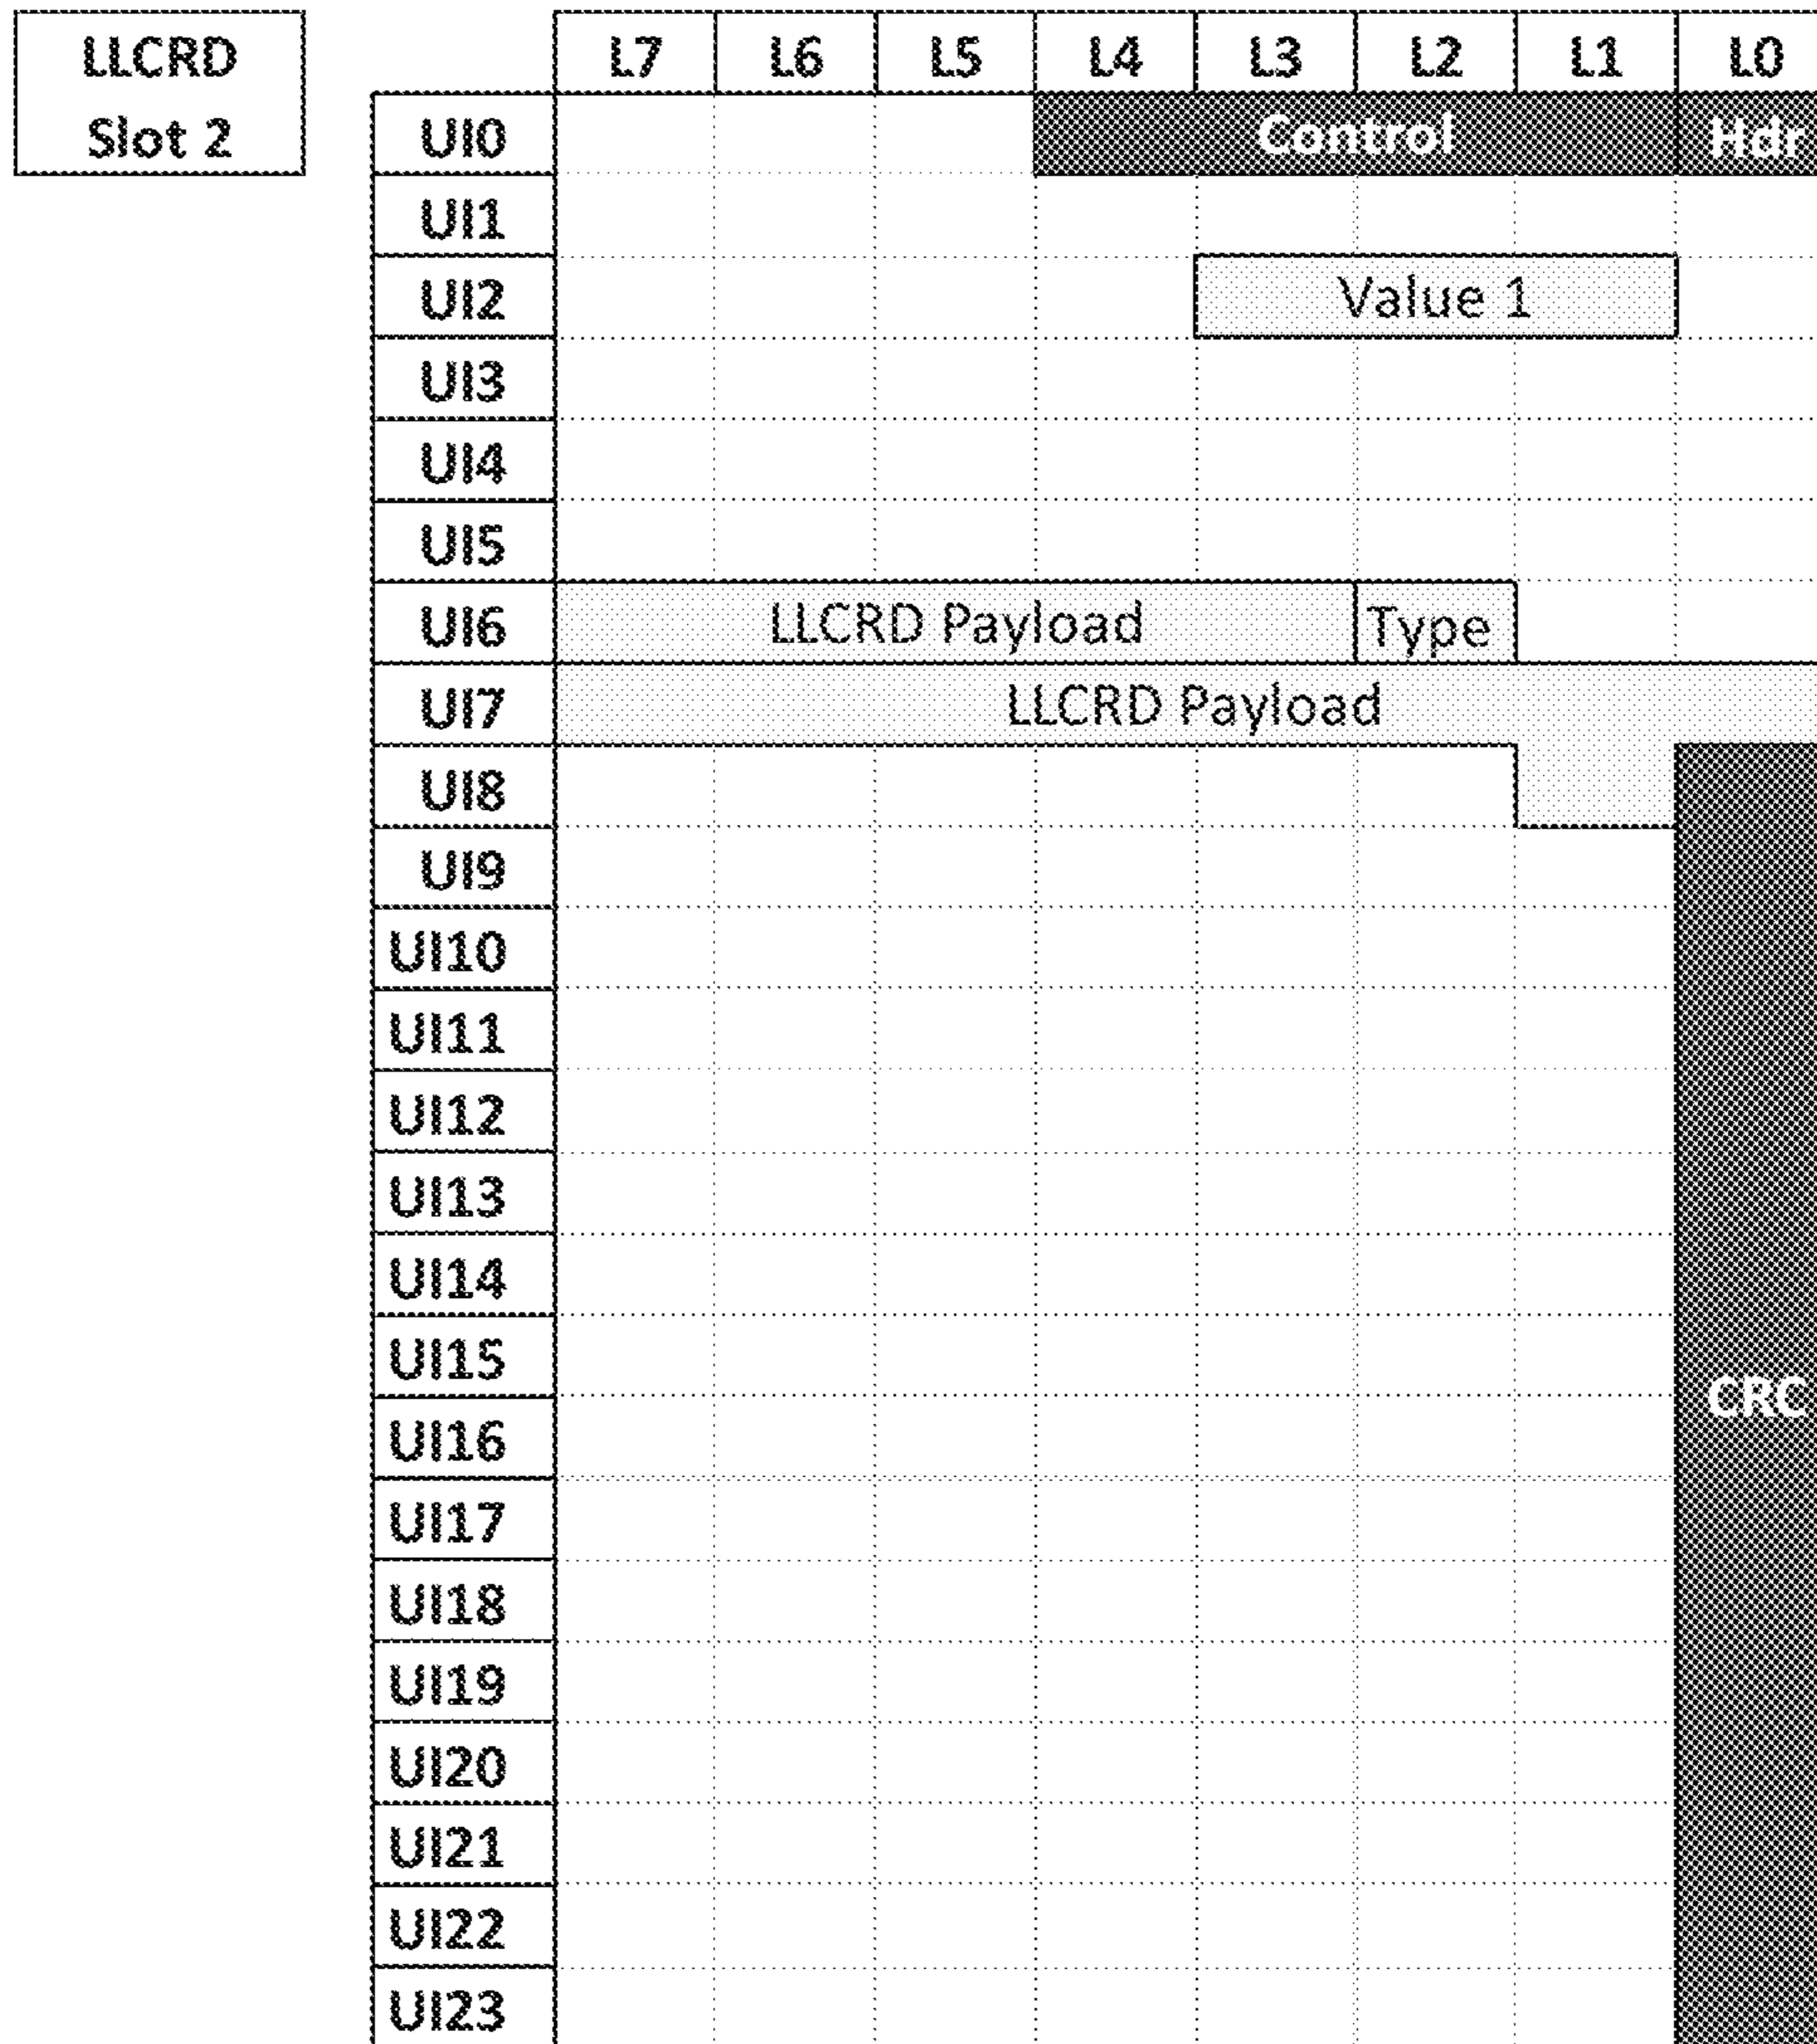 LLCRD
Slot 2
L7 L6 L5 L4 L3 L2 L1 L0
UI0 Control Hdr
UI1
UI2 Value 1
UI3
UI4
UI5
UI6 LLCRD Payload Type
UI7 LLCRD Payload
UI8
UI9
UI10
UI11
UI12
UI13
UI14
UI15
UI16 CRC
UI17
UI18
UI19
UI20
UI21
UI22
UI23